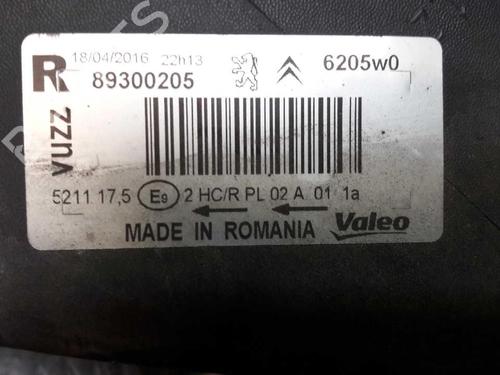 R 18/04/2016 22h13
89300205
6205w0
vuzz
5211 17,5 E9 2 HC/R PL 02 A 01 1a
MADE IN ROMANIA Valeo